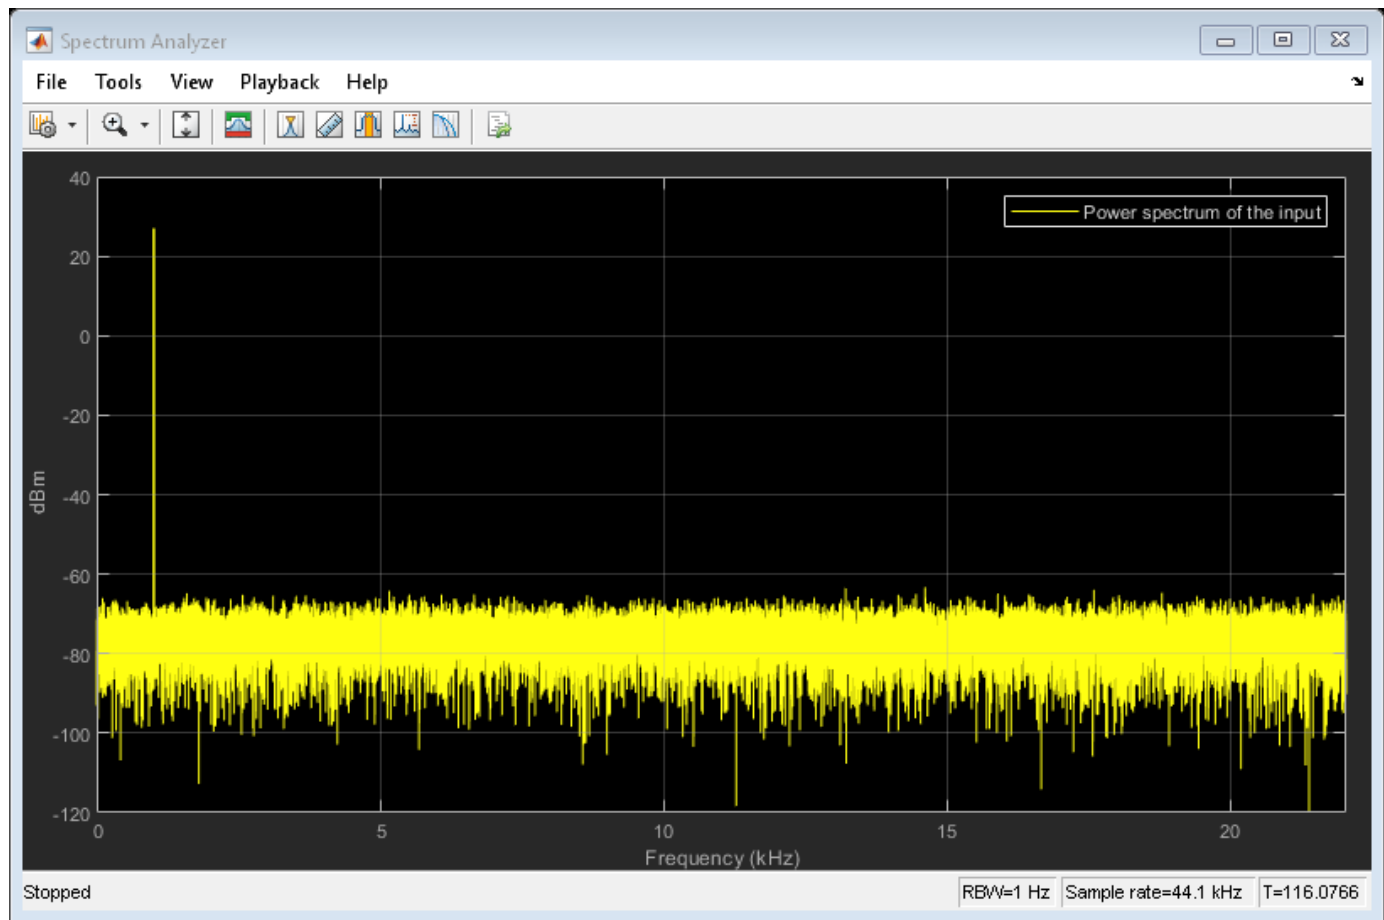 Spectrum Analyzer
File Tools View Playback Help
40
20
0
-20
-40
-60
-80
-100
-120
dBm
Power spectrum of the input
0 5 10 15 20
Frequency (kHz)
Stopped RBW=1 Hz Sample rate=44.1 kHz T=116.0766